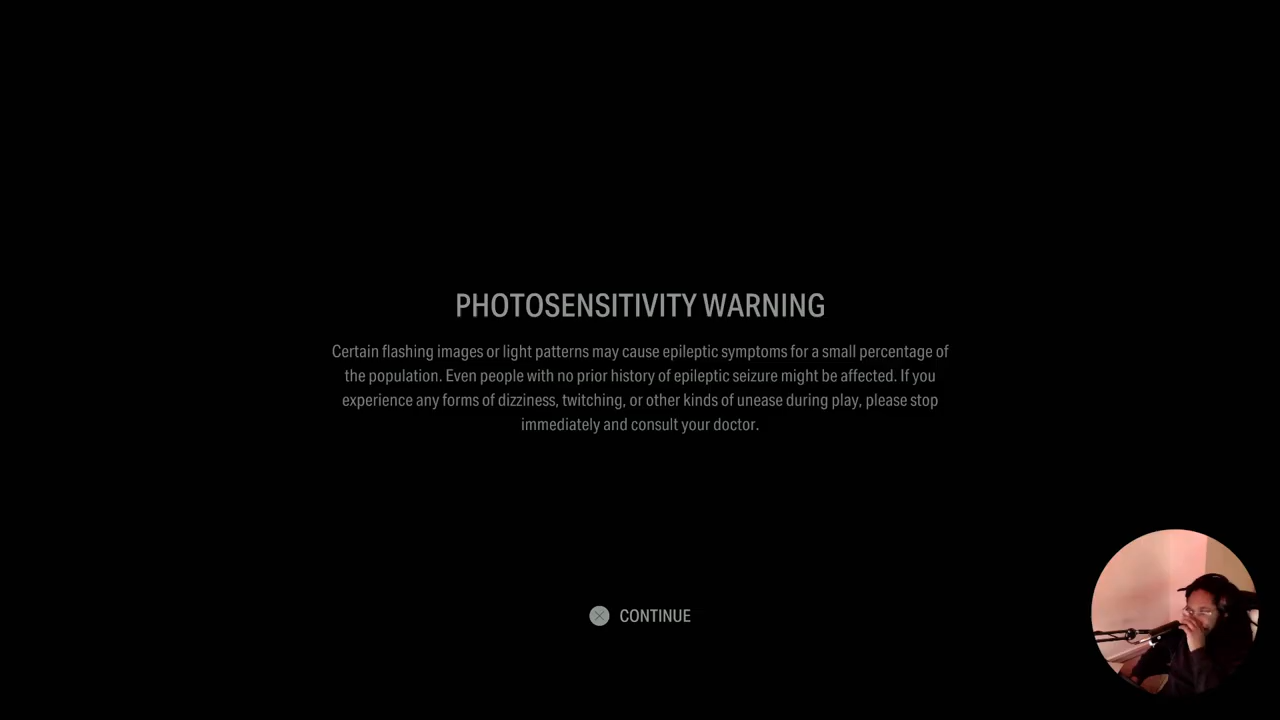 PHOTOSENSITIVITY WARNING
Certain flashing images or light patterns may cause epileptic symptoms for a small percentage of
the population. Even people with no prior history of epileptic seizure might be affected. If you
experience any forms of dizziness, twitching, or other kinds of unease during play, please stop
immediately and consult your doctor.
CONTINUE